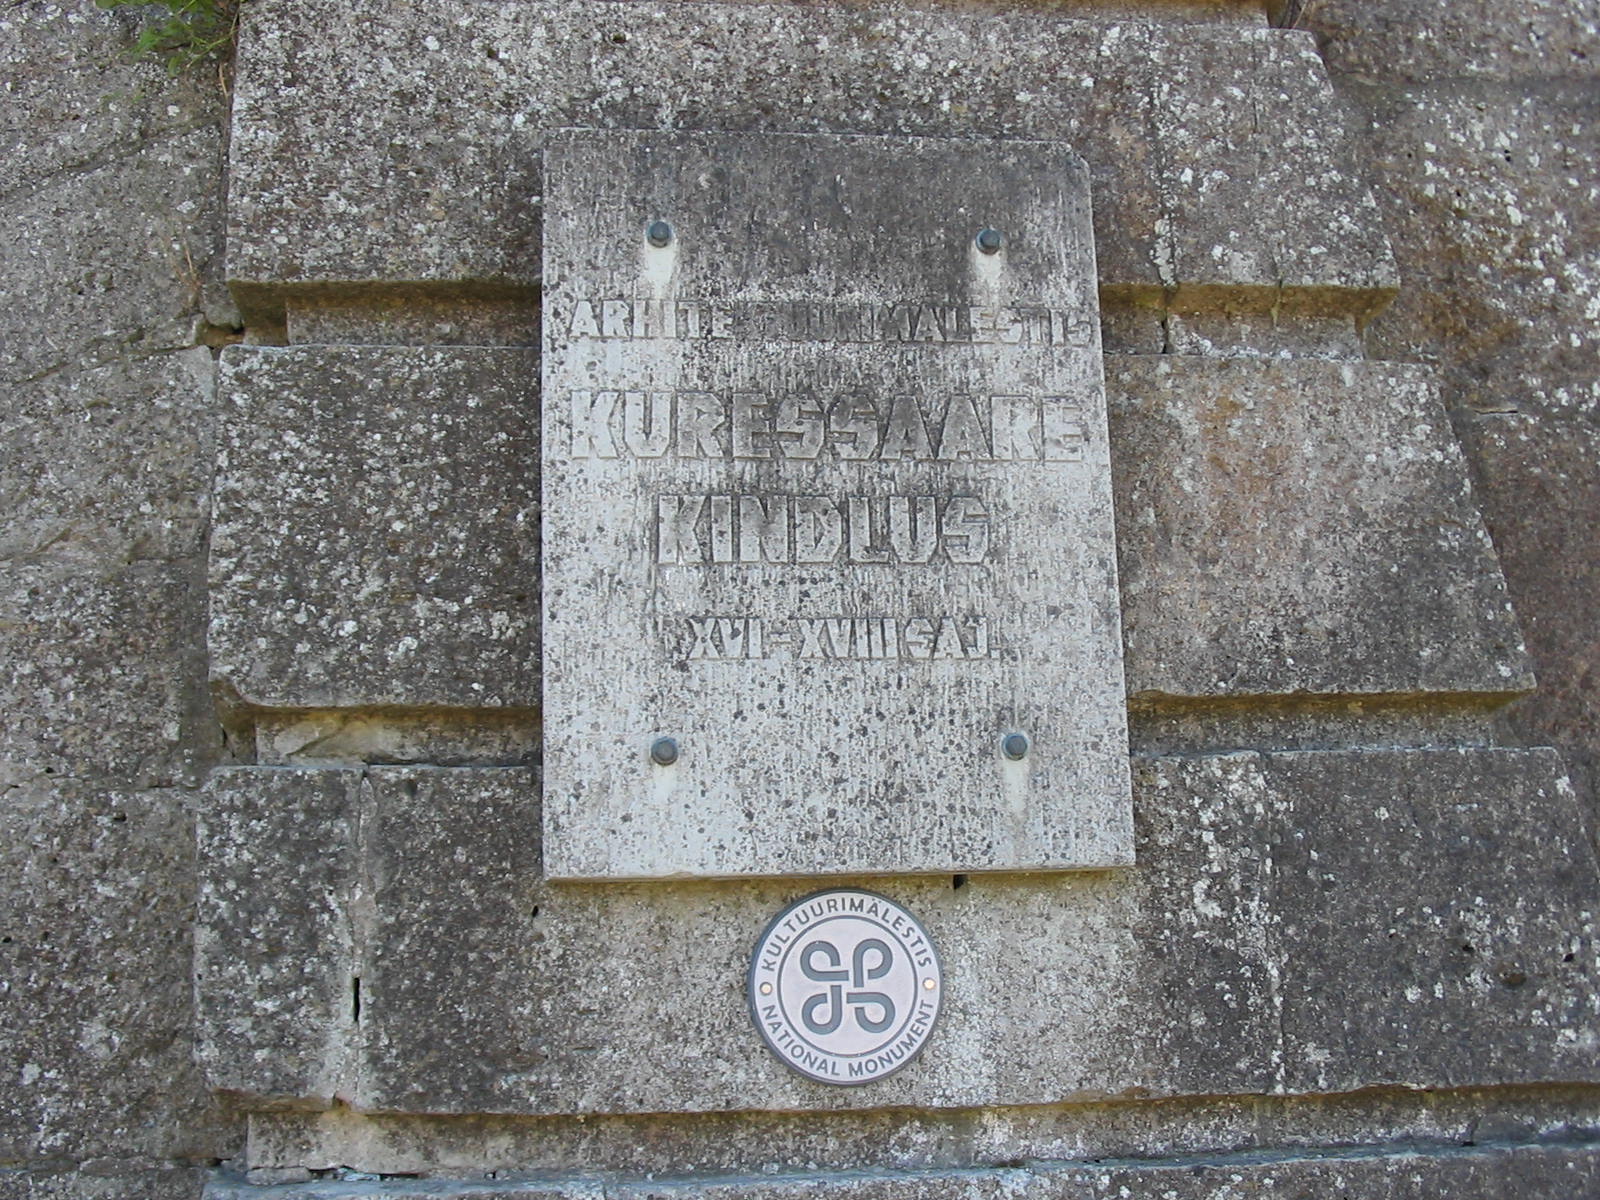 ARHITEKTUURIMÄLESTIS
KURESSAARE
KINDLUS
XVI-XVIII SAJ.
KULTUURIMÄLESTIS
NATIONAL MONUMENT